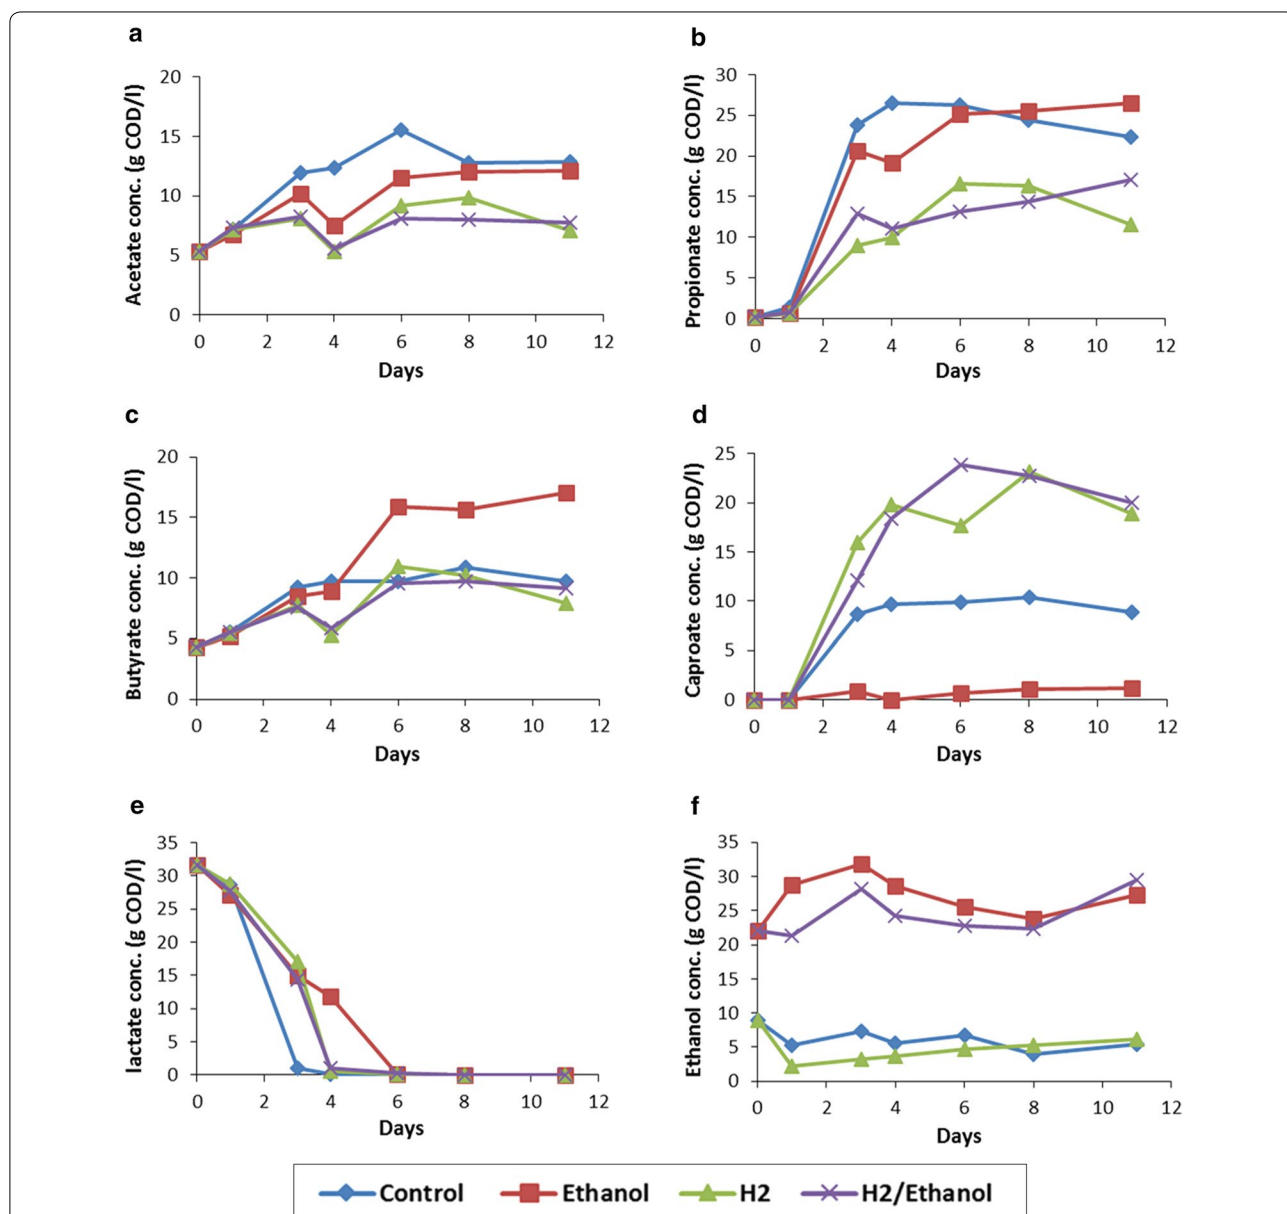 a
Acetate conc. (g COD/l)
20
15
10
5
0
0 2 4 6 8 10 12
Days
b
Propionate conc. (g COD/l)
30
25
20
15
10
5
0
0 2 4 6 8 10 12
Days
c
Butyrate conc. (g COD/l)
20
15
10
5
0
0 2 4 6 8 10 12
Days
d
Caproate conc. (g COD/l)
25
20
15
10
5
0
0 2 4 6 8 10 12
Days
e
lactate conc. (g COD/l)
35
30
25
20
15
10
5
0
0 2 4 6 8 10 12
Days
f
Ethanol conc. (g COD/l)
35
30
25
20
15
10
5
0
0 2 4 6 8 10 12
Days
Control Ethanol H2 H2/Ethanol